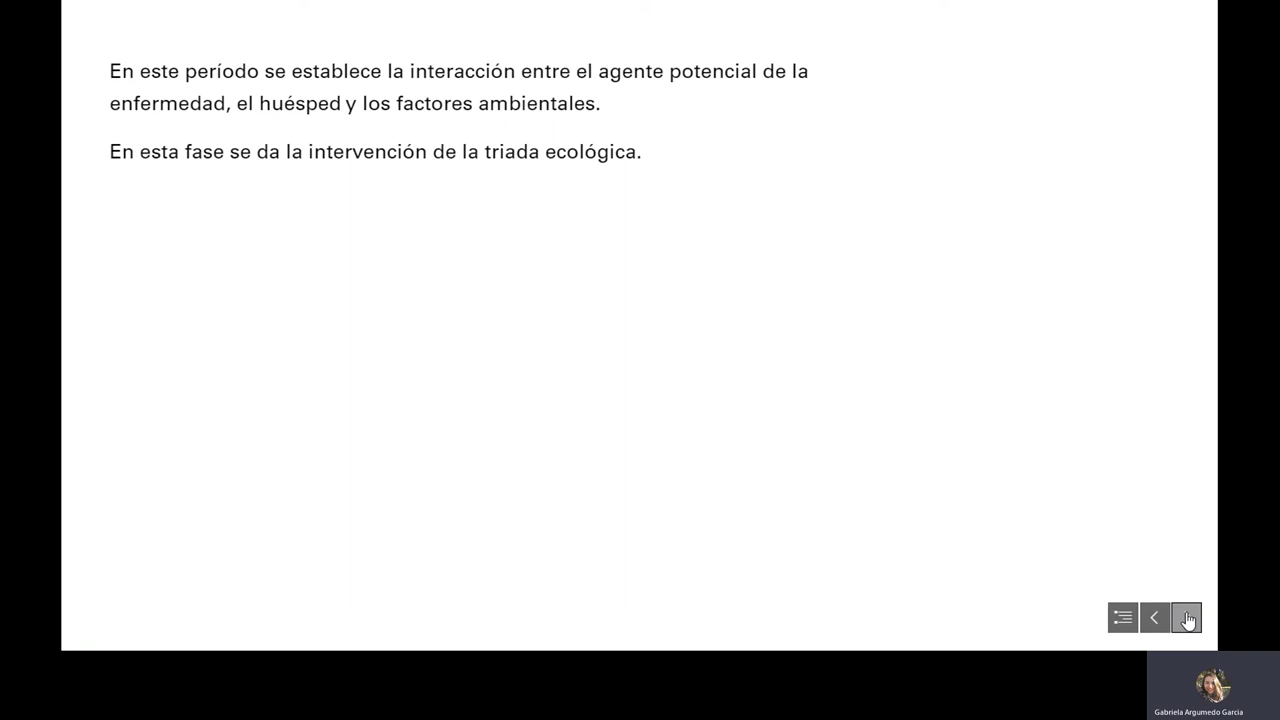 En este período se establece la interacción entre el agente potencial de la
enfermedad, el huésped y los factores ambientales.
En esta fase se da la intervención de la triada ecológica.
Gabriela Argumedo Garcia